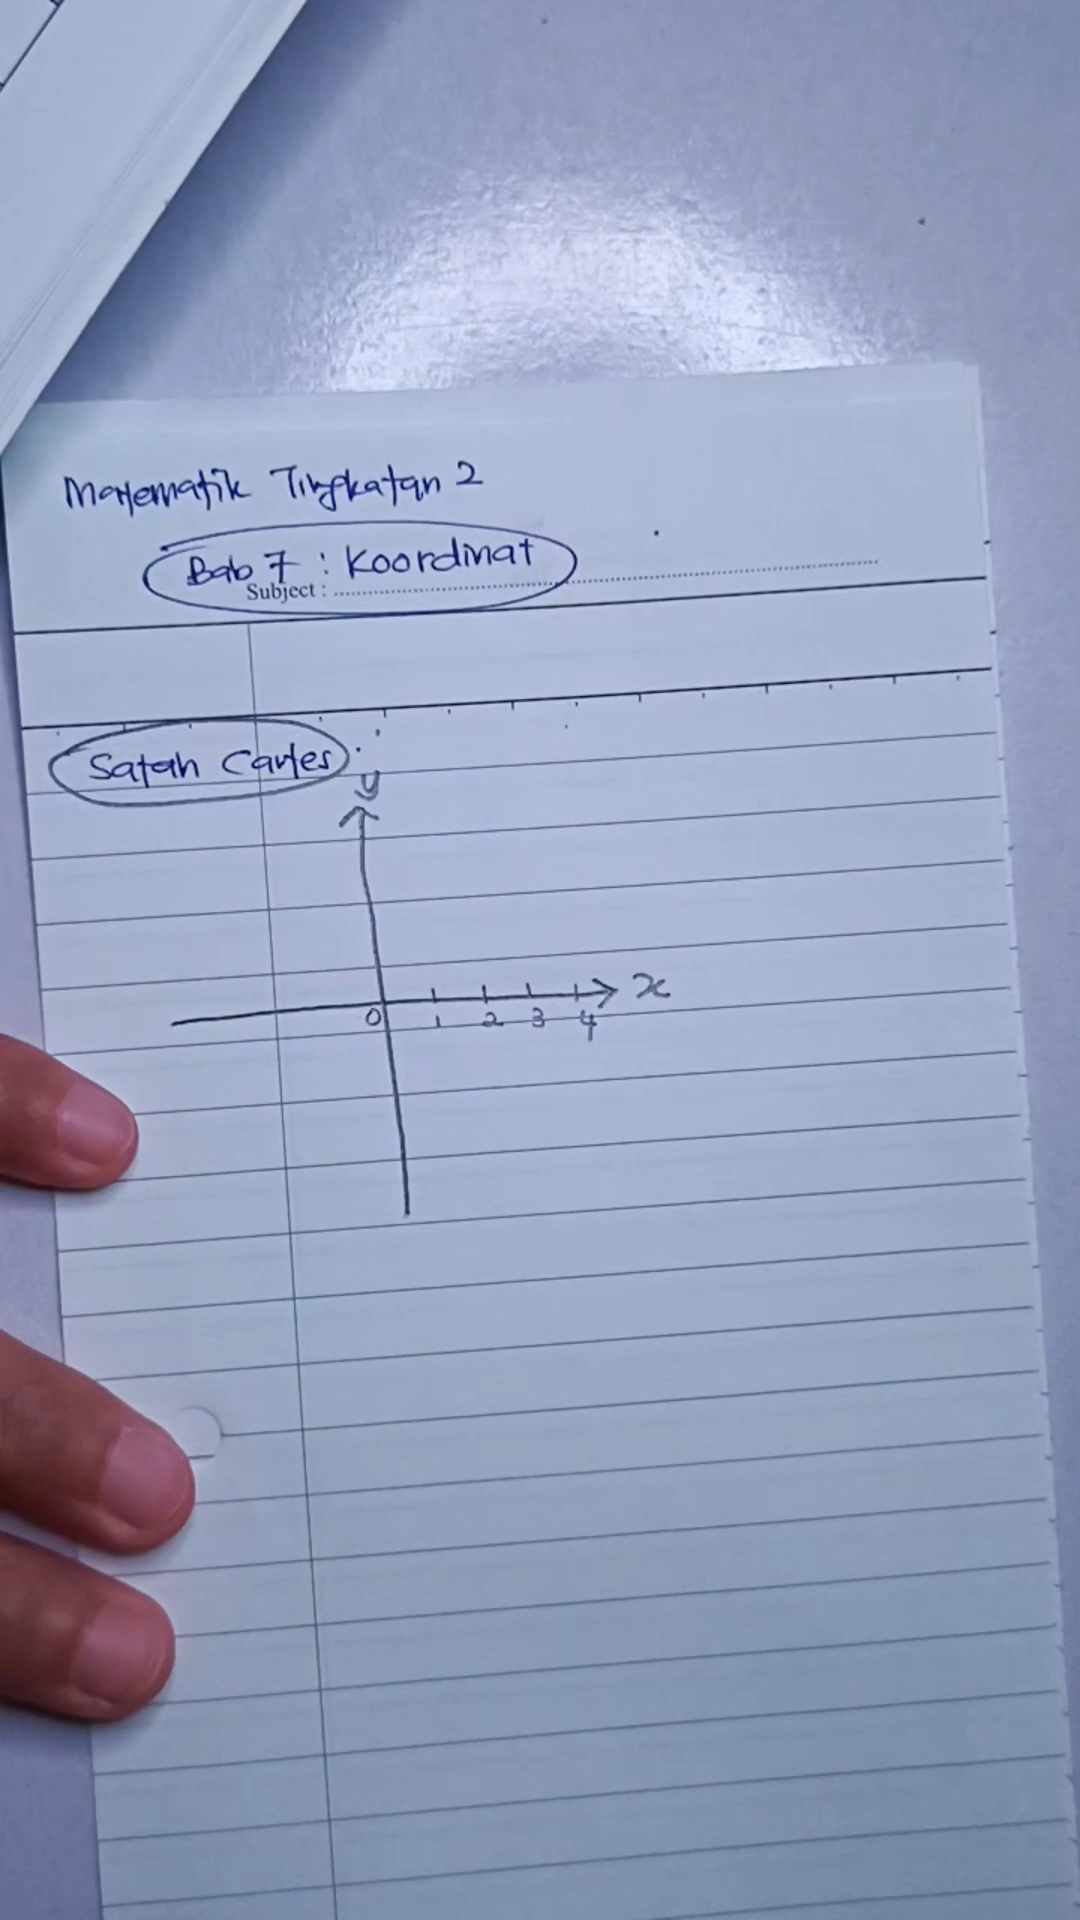 Matematik Tingkatan 2
Bab 7 : Koordinat
Subject :
Satah Cartes
y
x
0 1 2 3 4